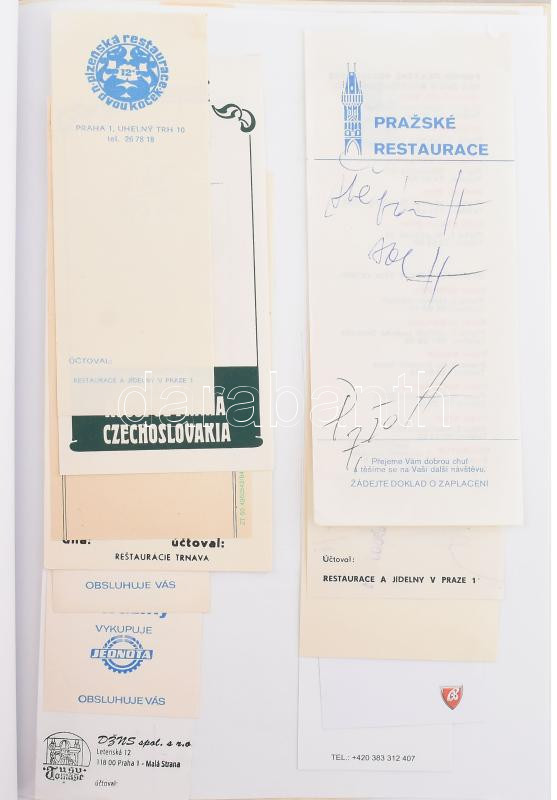 plzeňská restaurace
12°
u dvou koček
PRAHA 1, UHELNÝ TRH 10
tel. 26 78 18
ÚČTOVAL:
RESTAURACE A JÍDELNY V PRAZE 1
CZECHOSLOVAKIA
účtoval:
REŠTAURÁCIE TRNAVA
OBSLUHUJE VÁS
VYKUPUJE
JEDNOTA
OBSLUHUJE VÁS
DŽNS spol. s r.o
Letenská 12
118 00 Praha 1 - Malá Strana
účtoval:
PRAŽSKÉ
RESTAURACE
Přejeme Vám dobrou chuť
a těšíme se na Vaši další návštěvu.
ŽÁDEJTE DOKLAD O ZAPLACENÍ
Účtoval:
RESTAURACE A JÍDELNY V PRAZE 1
TEL.: +420 383 312 407
darabanth